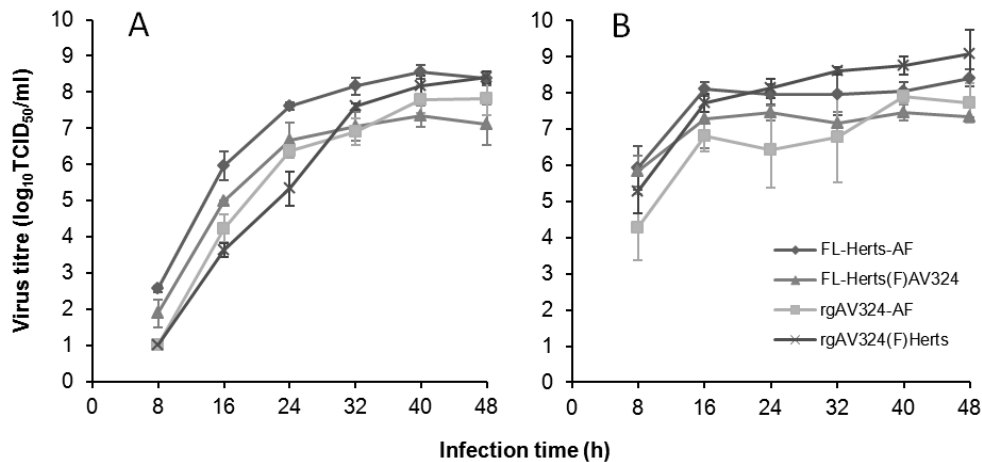 A
B
Virus titre (log₁₀ TCID₅₀/ml)
10
9
8
7
6
5
4
3
2
1
0
0 8 16 24 32 40 48
10
9
8
7
6
5
4
3
2
1
0
0 8 16 24 32 40 48
FL-Herts-AF
FL-Herts(F)AV324
rgAV324-AF
rgAV324(F)Herts
Infection time (h)